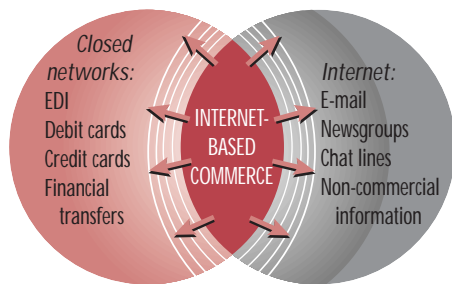 Closed
networks:
EDI
Debit cards
Credit cards
Financial
transfers
INTERNET-
BASED
COMMERCE
Internet:
E-mail
Newsgroups
Chat lines
Non-commercial
information